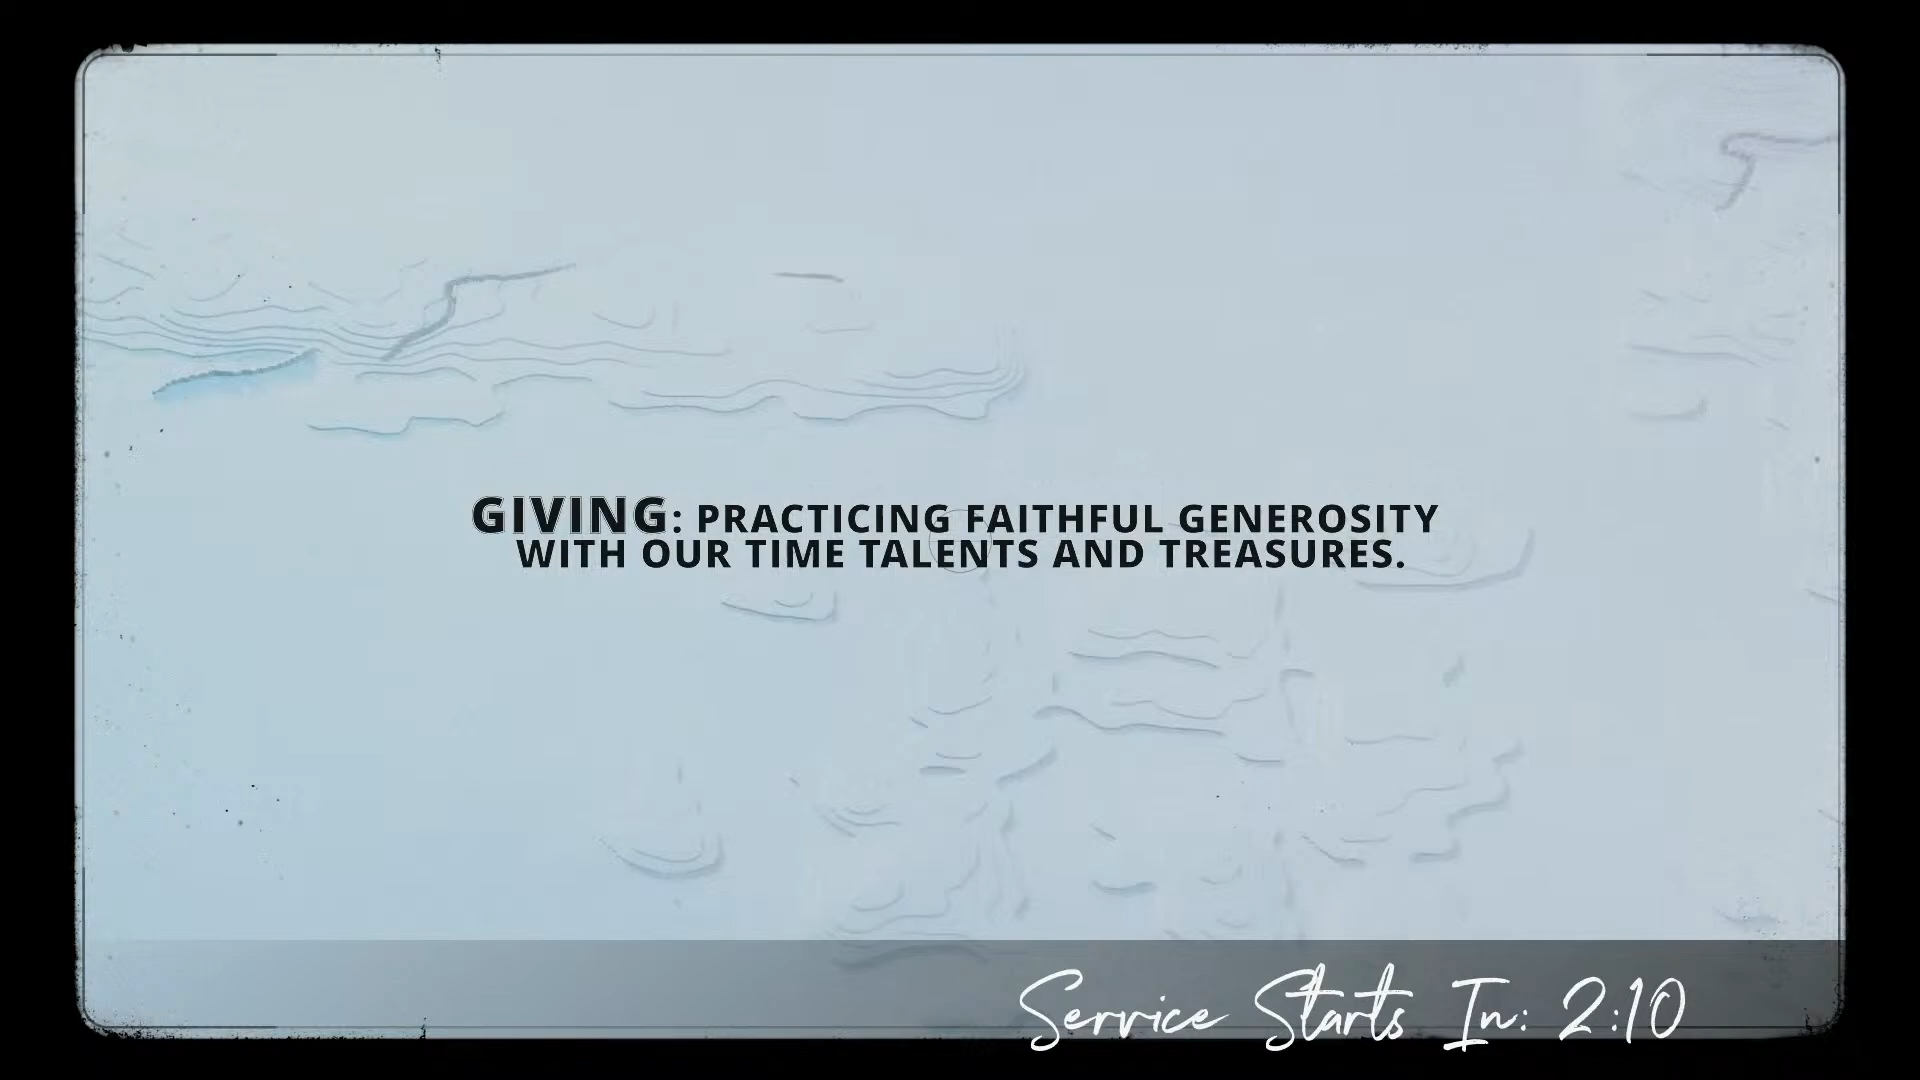 GIVING: PRACTICING FAITHFUL GENEROSITY
WITH OUR TIME TALENTS AND TREASURES.
Service Starts In: 2:10